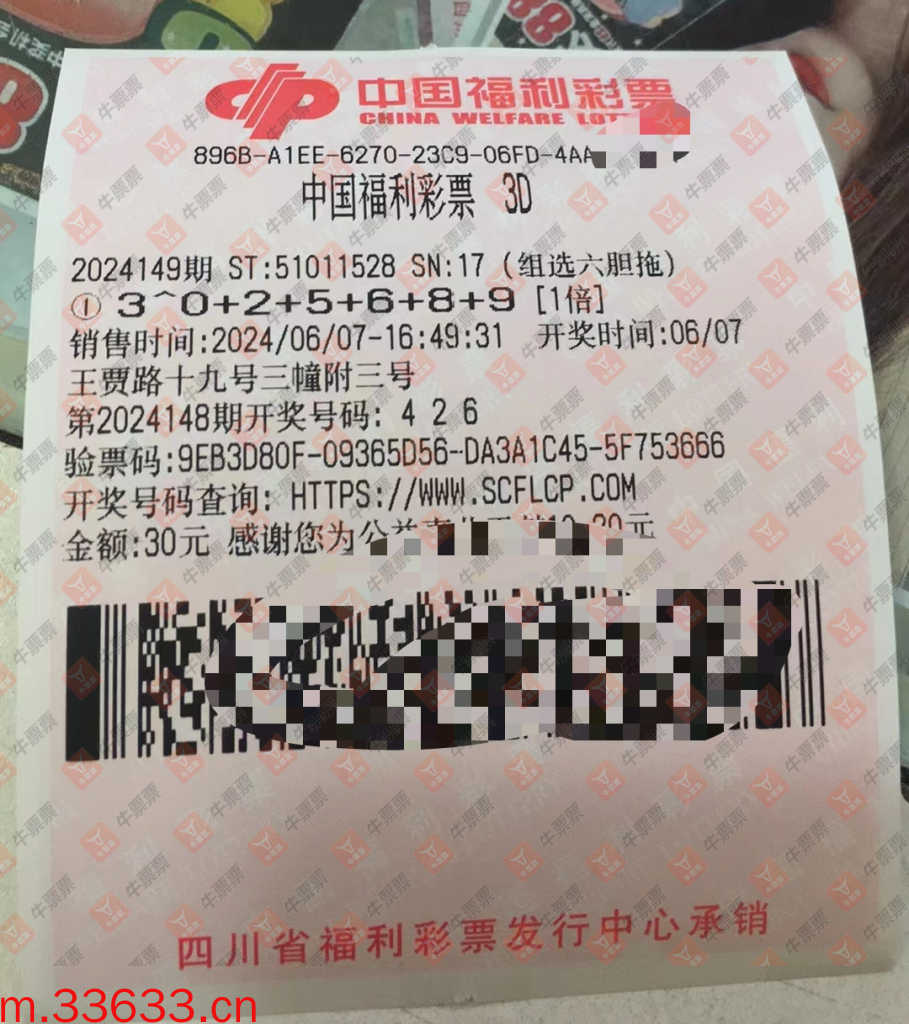 中国福利彩票
CHINA WELFARE LOT
896B-A1EE-6270-23C9-06FD-4AA
中国福利彩票 3D
2024149期 ST:51011528 SN:17 (组选六胆拖)
① 3^0+2+5+6+8+9 [1倍]
销售时间:2024/06/07-16:49:31 开奖时间:06/07
王贾路十九号三幢附三号
第2024148期开奖号码: 4 2 6
验票码:9EB3D80F-09365D56-DA3A1C45-5F753666
开奖号码查询: HTTPS://WWW.SCFLCP.COM
金额:30元 感谢您为公益
四川省福利彩票发行中心承销
m.33633.cn
牛票票